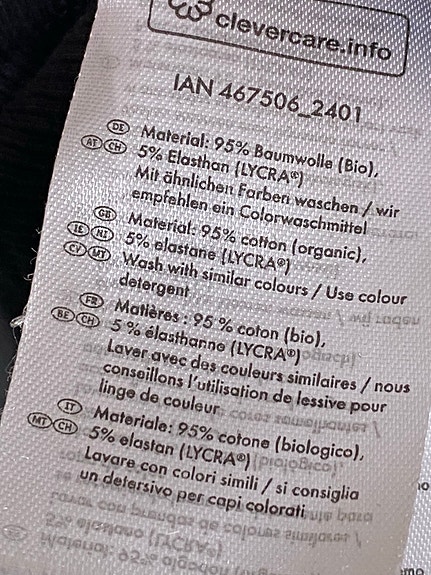 clevercare.info
IAN 467506_2401
DE Material: 95% Baumwolle (Bio),
AT CH 5% Elasthan (LYCRA®)
Mit ähnlichen Farben waschen / wir
empfehlen ein Colorwaschmittel
GB Material: 95% cotton (organic),
IE NI 5% elastane (LYCRA®)
CY MT Wash with similar colours / Use colour
detergent
FR Matières : 95 % coton (bio),
BE CH 5 % élasthanne (LYCRA®)
Laver avec des couleurs similaires / nous
conseillons l'utilisation de lessive pour
linge de couleur
IT Materiale: 95% cotone (biologico),
MT CH 5% elastan (LYCRA®)
Lavare con colori simili / si consiglia
un detersivo per capi colorati